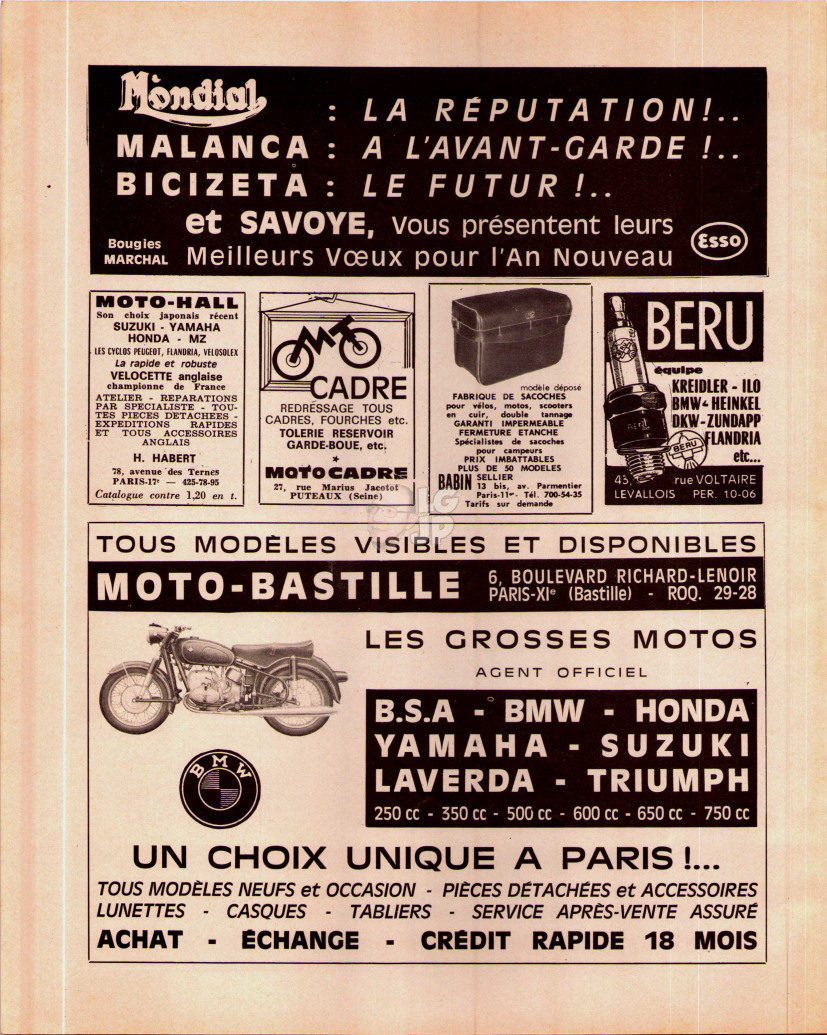 Mondial : LA RÉPUTATION!..
MALANCA : A L'AVANT-GARDE !..
BICIZETA : LE FUTUR !..
et SAVOYE, Vous présentent leurs
Bougies MARCHAL Meilleurs Vœux pour l'An Nouveau Esso
MOTO-HALL
Son choix japonais récent
SUZUKI - YAMAHA
HONDA - MZ
LES CYCLOS PEUGEOT, FLANDRIA, VELOSOLEX
La rapide et robuste
VELOCETTE anglaise
championne de France
ATELIER - REPARATIONS
PAR SPECIALISTE - TOU-
TES PIECES DETACHEES -
EXPEDITIONS RAPIDES
ET TOUS ACCESSOIRES
ANGLAIS
H. HABERT
78, avenue des Ternes
PARIS-17e — 425-78-95
Catalogue contre 1,20 en t.
MT
CADRE
REDRESSAGE TOUS
CADRES, FOURCHES etc.
TOLERIE RESERVOIR
GARDE-BOUE, etc.
MOTO CADRE
27, rue Marius Jacotot
PUTEAUX (Seine)
modèle déposé
FABRIQUE DE SACOCHES
pour vélos, motos, scooters
en cuir, double tannage
GARANTI IMPERMEABLE
FERMETURE ETANCHE
Spécialistes de sacoches
pour campeurs
PRIX IMBATTABLES
PLUS DE 50 MODELES
BABIN SELLIER
13 bis, av. Parmentier
Paris-11e - Tél. 700-54-35
Tarifs sur demande
BERU
équipe
KREIDLER - ILO
BMW - HEINKEL
DKW - ZUNDAPP
FLANDRIA
etc...
BERU
BERU
43, rue VOLTAIRE
LEVALLOIS PER. 10-06
LG
TOUS MODÈLES VISIBLES ET DISPONIBLES
MOTO-BASTILLE 6, BOULEVARD RICHARD-LENOIR
PARIS-XIe (Bastille) - ROQ. 29-28
LES GROSSES MOTOS
AGENT OFFICIEL
B.S.A - BMW - HONDA
YAMAHA - SUZUKI
LAVERDA - TRIUMPH
250 cc - 350 cc - 500 cc - 600 cc - 650 cc - 750 cc
BMW
UN CHOIX UNIQUE A PARIS !...
TOUS MODÈLES NEUFS et OCCASION - PIÈCES DÉTACHÉES et ACCESSOIRES
LUNETTES - CASQUES - TABLIERS - SERVICE APRÈS-VENTE ASSURÉ
ACHAT - ÉCHANGE - CRÉDIT RAPIDE 18 MOIS